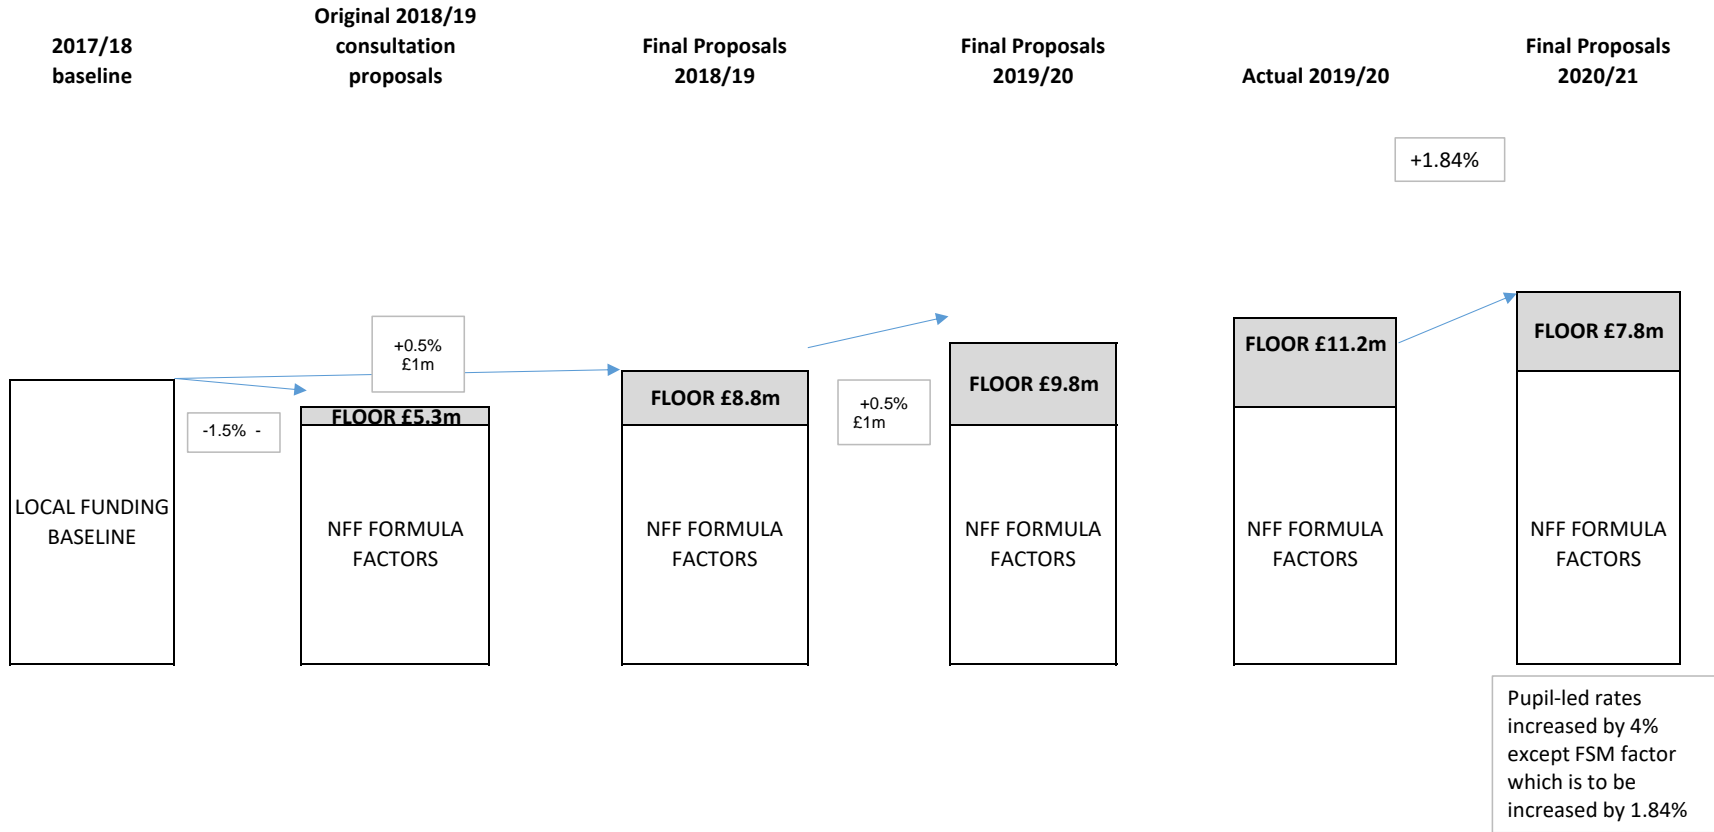 2017/18
baseline
Original 2018/19
consultation
proposals
Final Proposals
2018/19
Final Proposals
2019/20
Actual 2019/20
Final Proposals
2020/21
+1.84%
+0.5%
£1m
-1.5%  -
+0.5%
£1m
LOCAL FUNDING
BASELINE
FLOOR £5.3m
NFF FORMULA
FACTORS
FLOOR £8.8m
NFF FORMULA
FACTORS
FLOOR £9.8m
NFF FORMULA
FACTORS
FLOOR £11.2m
NFF FORMULA
FACTORS
FLOOR £7.8m
NFF FORMULA
FACTORS
Pupil-led rates
increased by 4%
except FSM factor
which is to be
increased by 1.84%